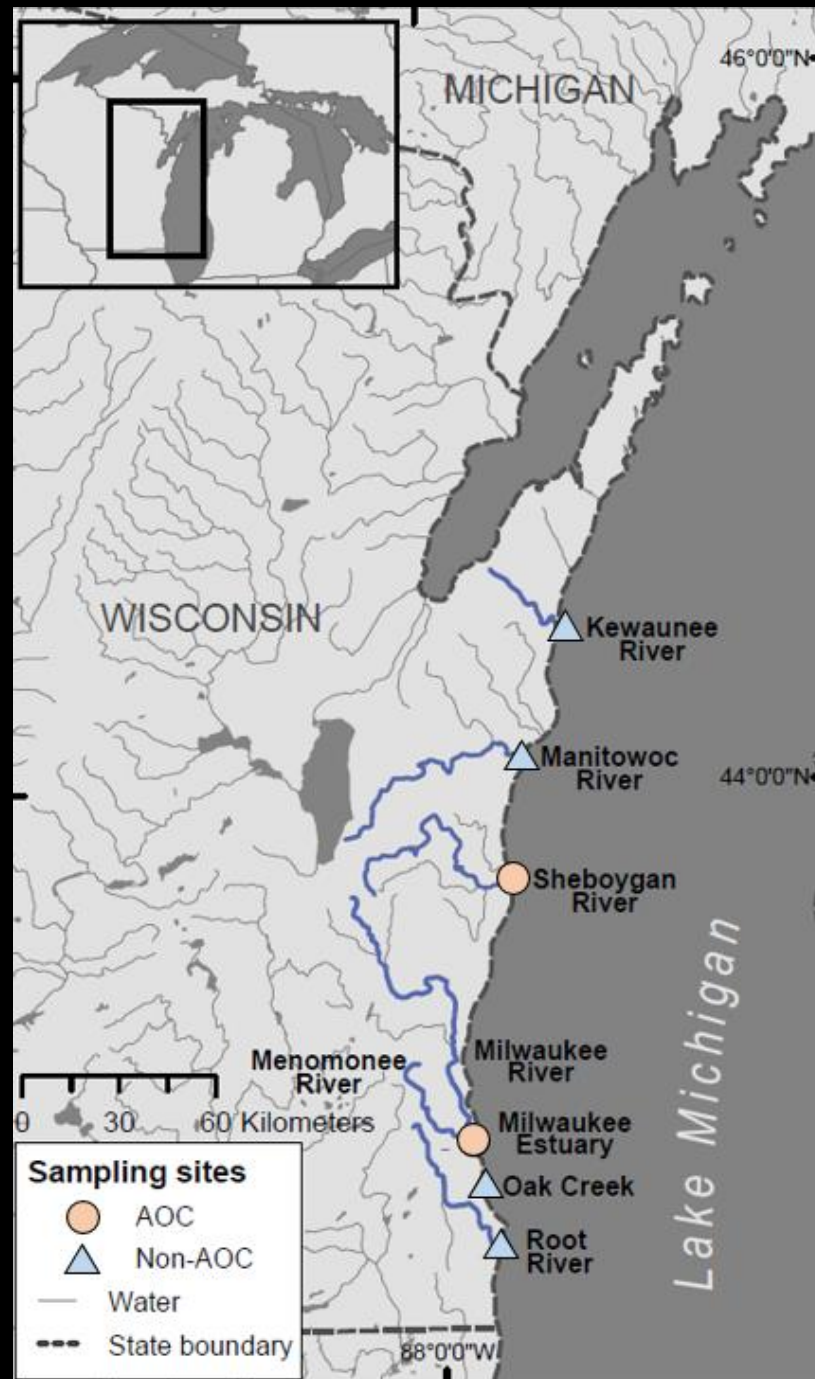 MICHIGAN
46°0'0"N
WISCONSIN
Kewaunee
River
Manitowoc
River
44°0'0"N
Sheboygan
River
Lake Michigan
Menomonee
River
Milwaukee
River
0 30 60 Kilometers
Milwaukee
Estuary
Oak Creek
Root
River
Sampling sites
AOC
Non-AOC
Water
State boundary
88°0'0"W